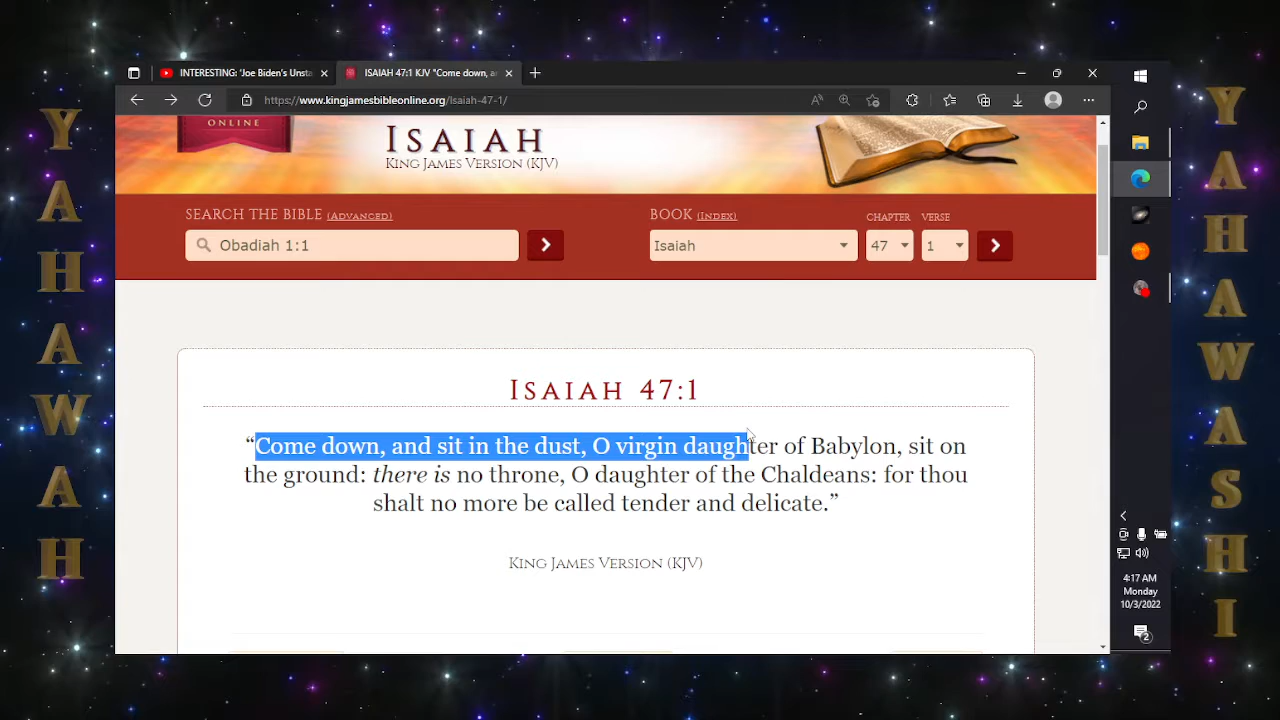 INTERESTING: 'Joe Biden's Unsta
ISAIAH 47:1 KJV "Come down, a
https://www.kingjamesbibleonline.org/Isaiah-47-1/
ONLINE
ISAIAH
KING JAMES VERSION (KJV)
SEARCH THE BIBLE (ADVANCED)
BOOK (INDEX)
CHAPTER
VERSE
Obadiah 1:1
Isaiah
47
1
ISAIAH 47:1
“Come down, and sit in the dust, O virgin daughter of Babylon, sit on
the ground: there is no throne, O daughter of the Chaldeans: for thou
shalt no more be called tender and delicate.”
KING JAMES VERSION (KJV)
4:17 AM
Monday
10/3/2022
2
YAHAWAH
YAHAWASHI